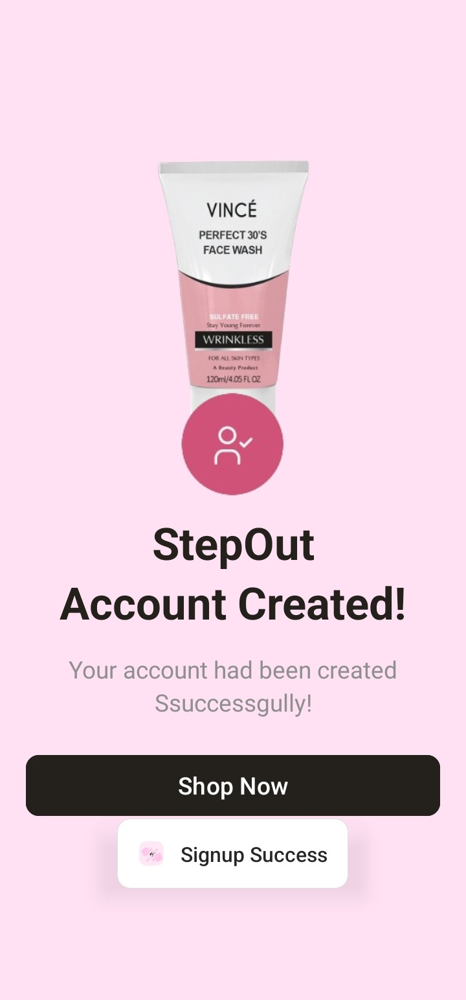 VINCÉ
PERFECT 30'S
FACE WASH
SULFATE FREE
Stay Young Forever
WRINKLESS
FOR ALL SKIN TYPES
A Beauty Product
120ml/4.05 FL OZ
StepOut
Account Created!
Your account had been created
Ssuccessgully!
Shop Now
Signup Success